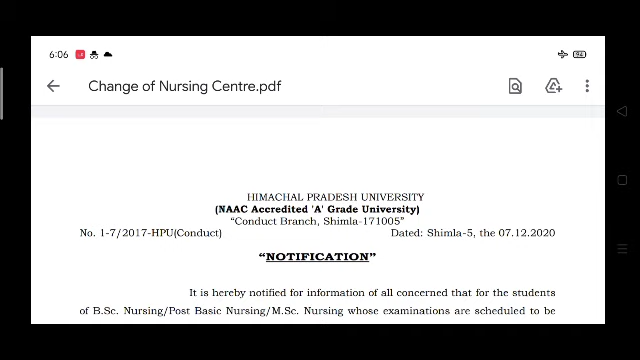 6:06
94
Change of Nursing Centre.pdf
HIMACHAL PRADESH UNIVERSITY
(NAAC Accredited 'A' Grade University)
"Conduct Branch, Shimla-171005"
No. 1-7/2017-HPU(Conduct) Dated: Shimla-5, the 07.12.2020
"NOTIFICATION"
It is hereby notified for information of all concerned that for the students
of B.Sc. Nursing/Post Basic Nursing/M.Sc. Nursing whose examinations are scheduled to be